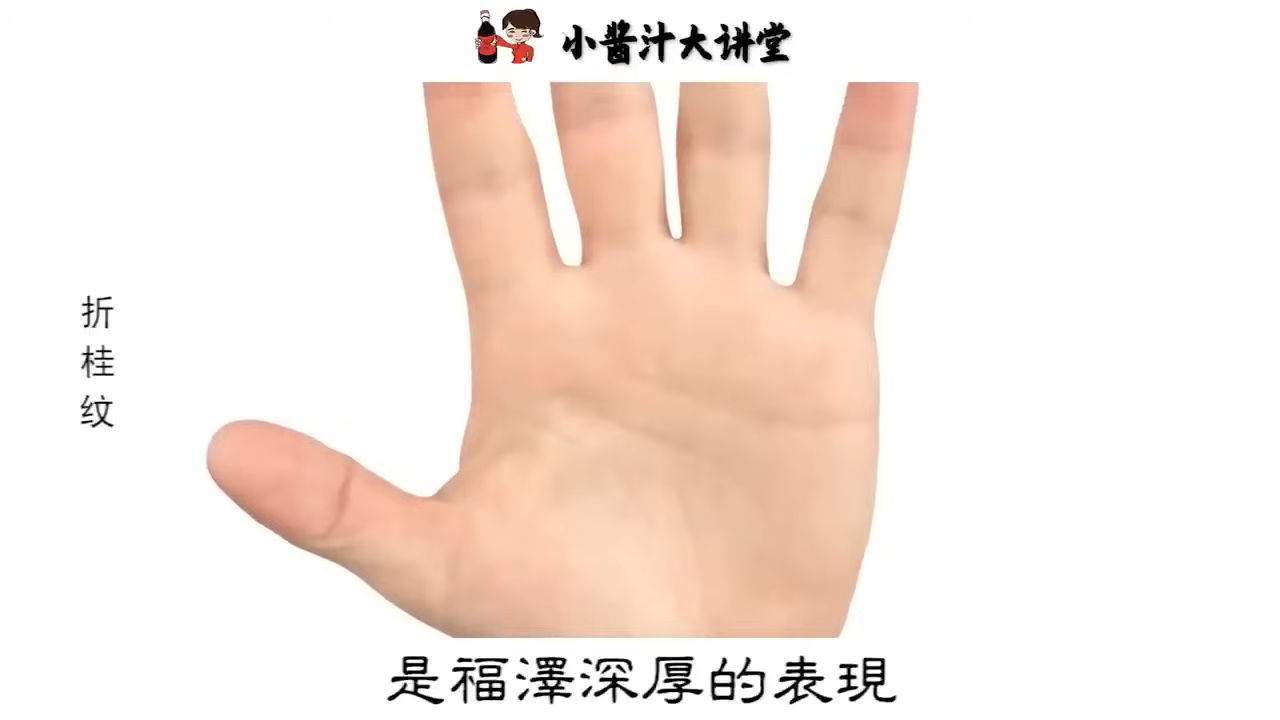 小酱汁大讲堂
折桂纹
是福澤深厚的表現